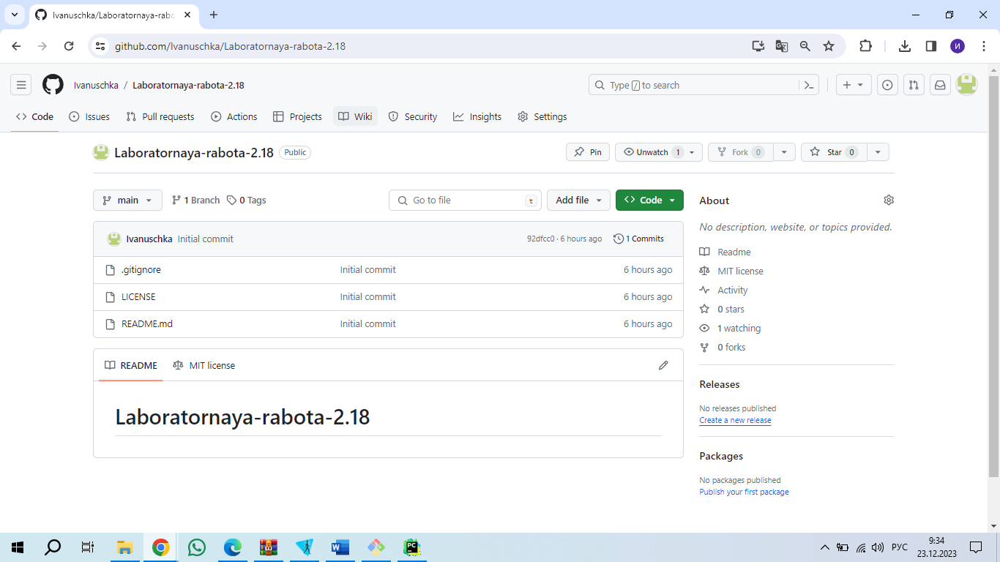 Ivanuschka/Laboratornaya-rabo
github.com/Ivanuschka/Laboratornaya-rabota-2.18
И
Ivanuschka / Laboratornaya-rabota-2.18
Type / to search
Code Issues Pull requests Actions Projects Wiki Security Insights Settings
Laboratornaya-rabota-2.18 Public
Pin Unwatch 1 Fork 0 Star 0
main 1 Branch 0 Tags Go to file t Add file Code
Ivanuschka Initial commit 92dfcc0 · 6 hours ago 1 Commits
.gitignore Initial commit 6 hours ago
LICENSE Initial commit 6 hours ago
README.md Initial commit 6 hours ago
README MIT license
Laboratornaya-rabota-2.18
About
No description, website, or topics provided.
Readme
MIT license
Activity
0 stars
1 watching
0 forks
Releases
No releases published
Create a new release
Packages
No packages published
Publish your first package
W PC РУС 9:34
23.12.2023